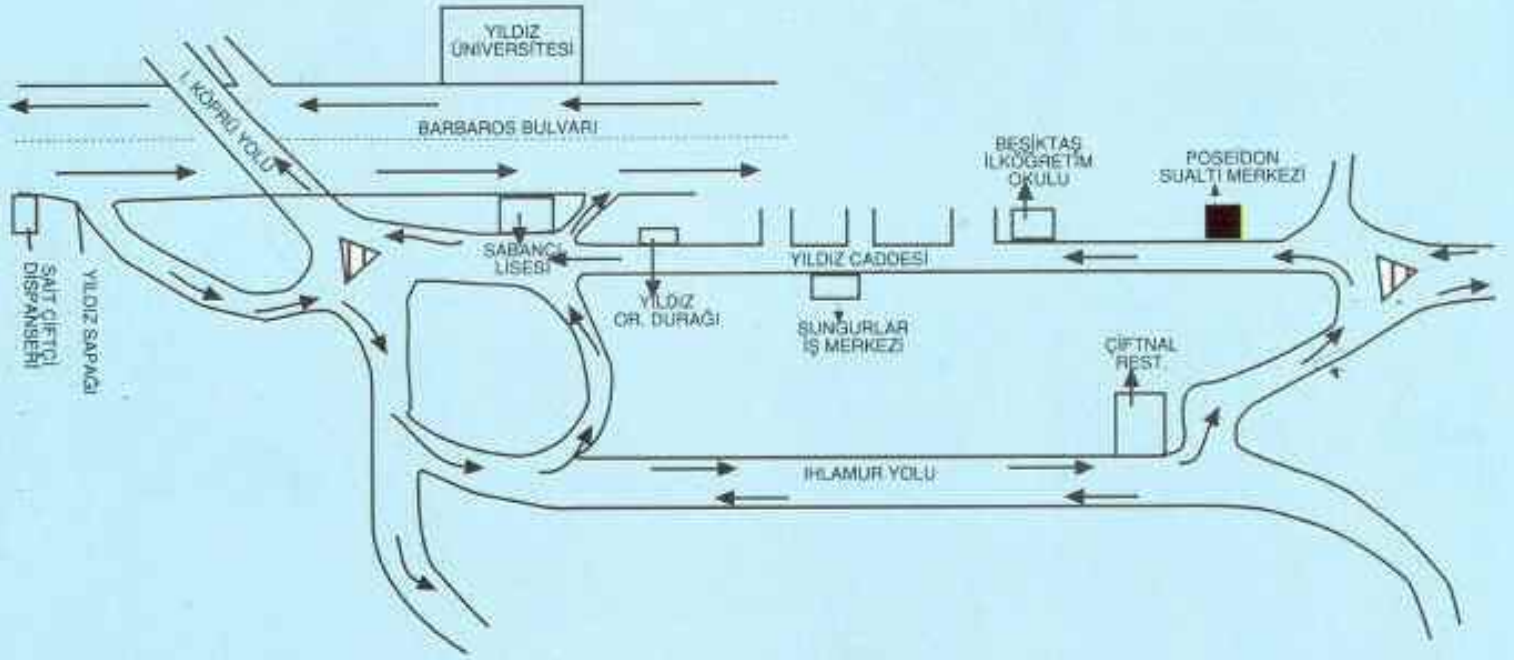 YILDIZ
ÜNİVERSİTESİ
1. KÖPRÜ YOLU
BARBAROS BULVARI
BEŞİKTAŞ
İLKÖĞRETİM
OKULU
POSEIDON
SUALTI MERKEZİ
SABANCI
LİSESİ
YILDIZ CADDESİ
SAİT ÇİFTÇİ
DİSPANSERİ
YILDIZ SAPAĞI
YILDIZ
OR. DURAĞI
SUNGURLAR
İŞ MERKEZİ
ÇİFTNAL
REST.
IHLAMUR YOLU